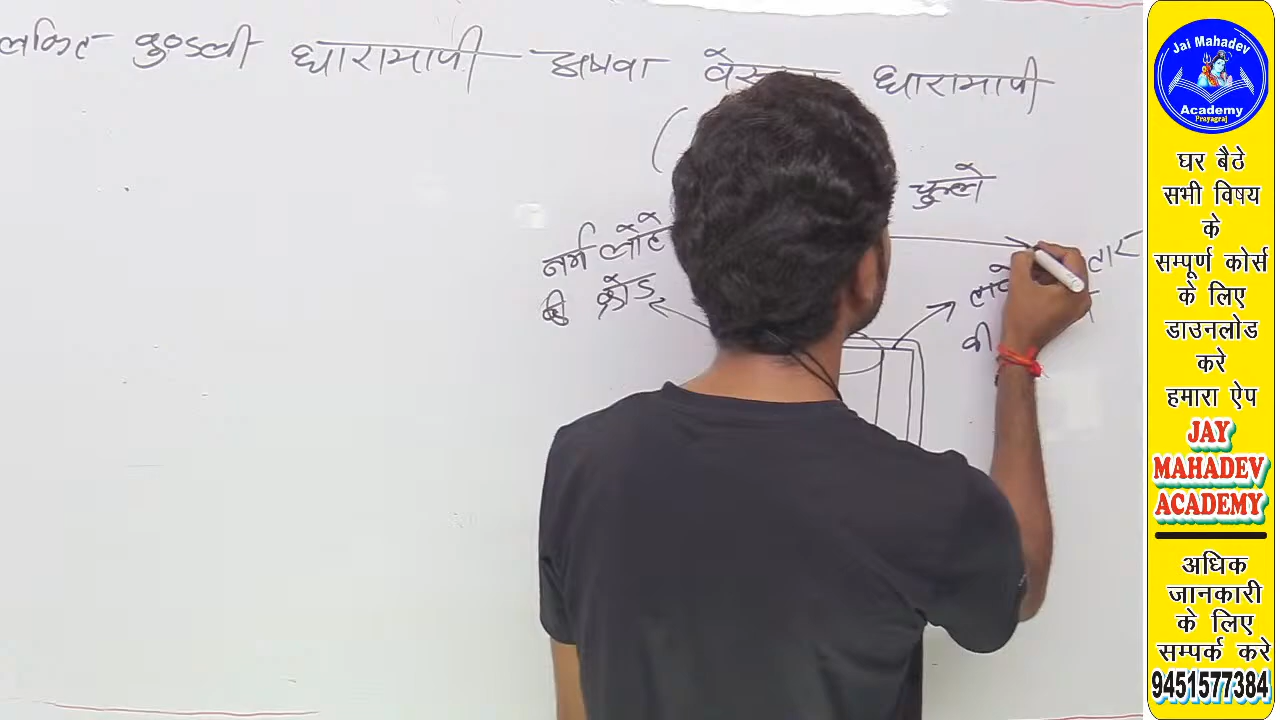 कुण्डली धारामापी अथवा धारामापी
चुत्ले
नर्म लोहे
की क्रोड
तार
की
Jai Mahadev
Academy
Prayagraj
घर बैठे
सभी विषय
के
सम्पूर्ण कोर्स
के लिए
डाउनलोड
करे
हमारा ऐप
JAY
MAHADEV
ACADEMY
अधिक
जानकारी
के लिए
सम्पर्क करे
9451577384